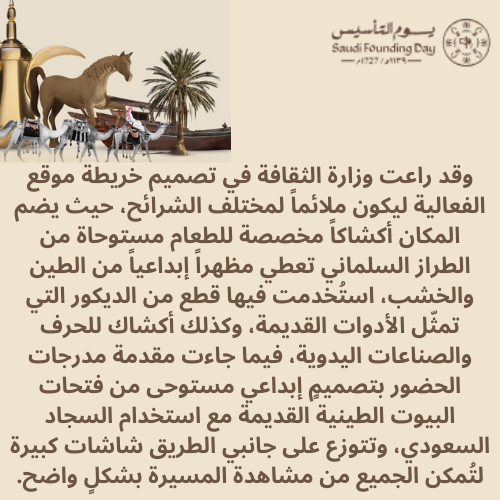 يوم التأسيس
Saudi Founding Day
١١٣٩هـ/ 1727م
وقد راعت وزارة الثقافة في تصميم خريطة موقع
الفعالية ليكون ملائماً لمختلف الشرائح، حيث يضم
المكان أكشاكاً مخصصة للطعام مستوحاة من
الطراز السلماني تعطي مظهراً إبداعياً من الطين
والخشب، استُخدمت فيها قطع من الديكور التي
تمثّل الأدوات القديمة، وكذلك أكشاك للحرف
والصناعات اليدوية، فيما جاءت مقدمة مدرجات
الحضور بتصميمٍ إبداعي مستوحى من فتحات
البيوت الطينية القديمة مع استخدام السجاد
السعودي، وتتوزع على جانبي الطريق شاشات كبيرة
لتُمكن الجميع من مشاهدة المسيرة بشكلٍ واضح.